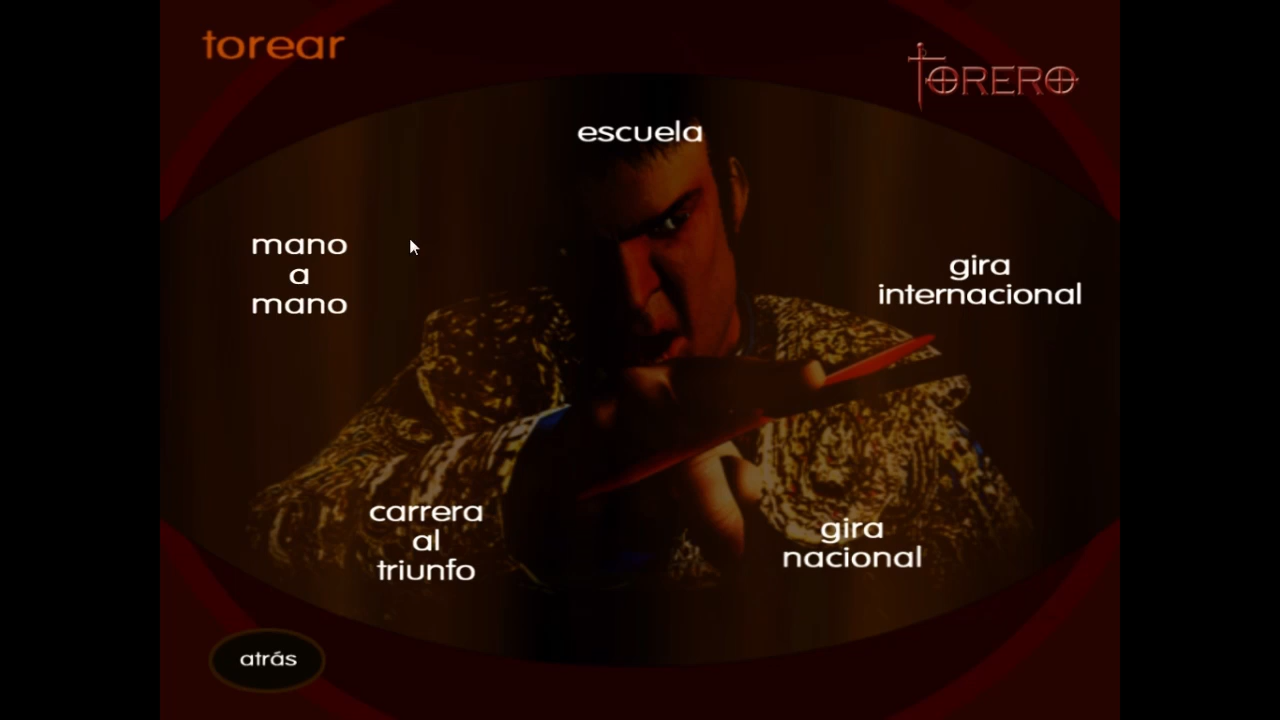 torear
TORERO
escuela
mano
a
mano
gira
internacional
carrera
al
triunfo
gira
nacional
atrás